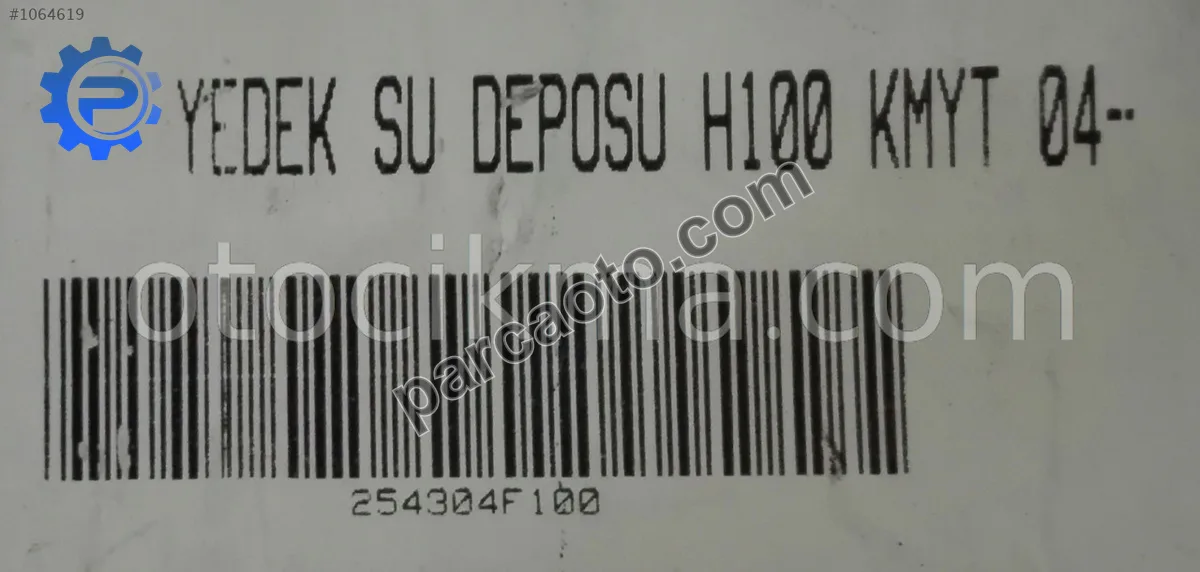 #1064619
YEDEK SU DEPOSU H100 KMYT 04--
parcaoto.com
otocikma.com
254304F100